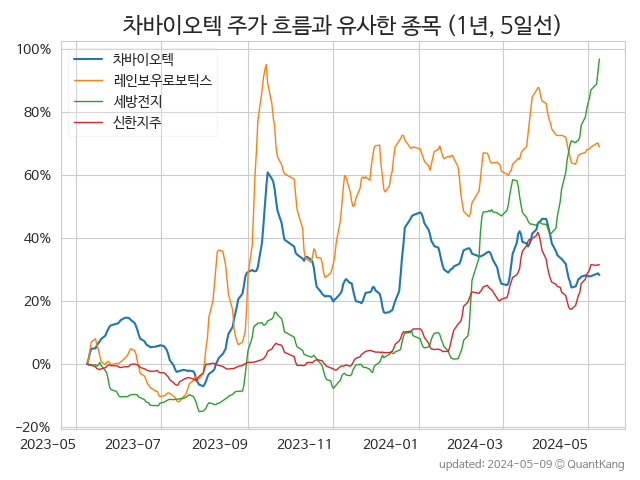 차바이오텍 주가 흐름과 유사한 종목 (1년, 5일선)
차바이오텍
레인보우로보틱스
세방전지
신한지주
100%
80%
60%
40%
20%
0%
−20%
2023-05
2023-07
2023-09
2023-11
2024-01
2024-03
2024-05
updated: 2024-05-09 © QuantKang